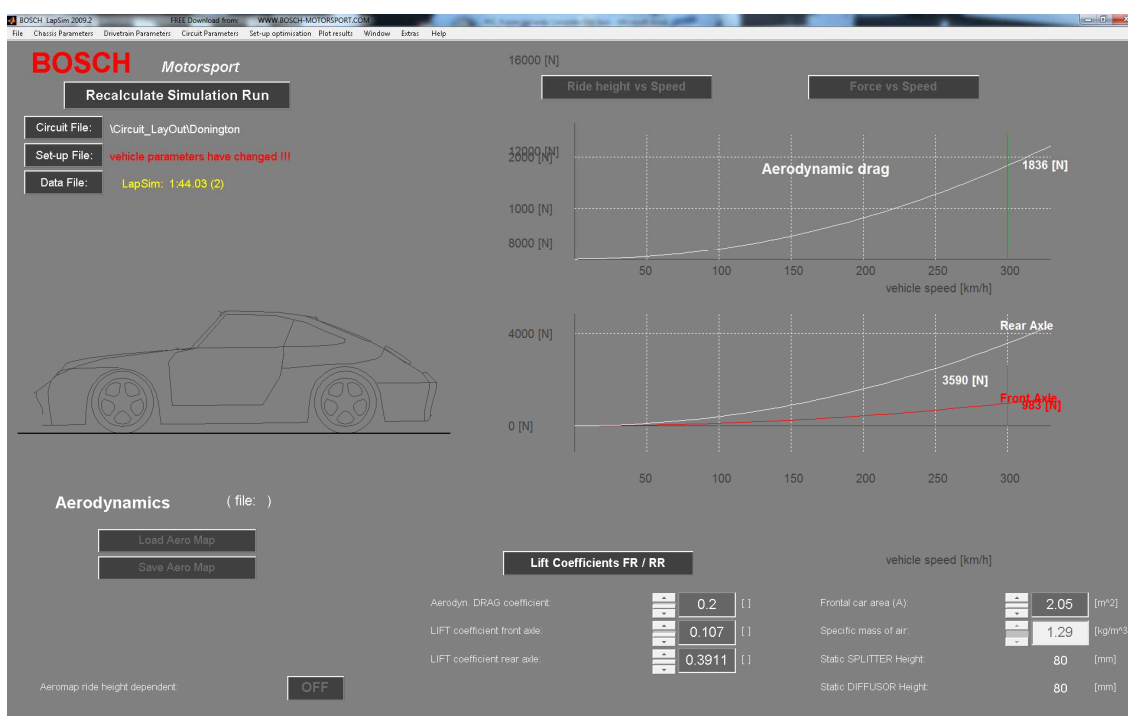 BOSCH LapSim 2009.2 FREE Download from: WWW.BOSCH-MOTORSPORT.COM
File Chassis Parameters Drivetrain Parameters Circuit Parameters Set-up optimisation Plot results Window Extras Help
BOSCH Motorsport
Recalculate Simulation Run
Circuit File: \Circuit_LayOut\Donington
Set-up File: vehicle parameters have changed !!!
Data File: LapSim: 1:44.03 (2)
16000 [N]
Ride height vs Speed Force vs Speed
12000 [N]
2000 [N]
Aerodynamic drag
1836 [N]
1000 [N]
8000 [N]
50 100 150 200 250 300
vehicle speed [km/h]
Rear Axle
4000 [N]
3590 [N]
Front Axle
983 [N]
0 [N]
50 100 150 200 250 300
vehicle speed [km/h]
Aerodynamics ( file: )
Load Aero Map
Save Aero Map
Aeromap ride height dependent: OFF
Lift Coefficients FR / RR
Aerodyn. DRAG coefficient: 0.2 [ ]
LIFT coefficient front axle: 0.107 [ ]
LIFT coefficient rear axle: 0.3911 [ ]
Frontal car area (A): 2.05 [m^2]
Specific mass of air: 1.29 [kg/m^3
Static SPLITTER Height: 80 [mm]
Static DIFFUSOR Height: 80 [mm]